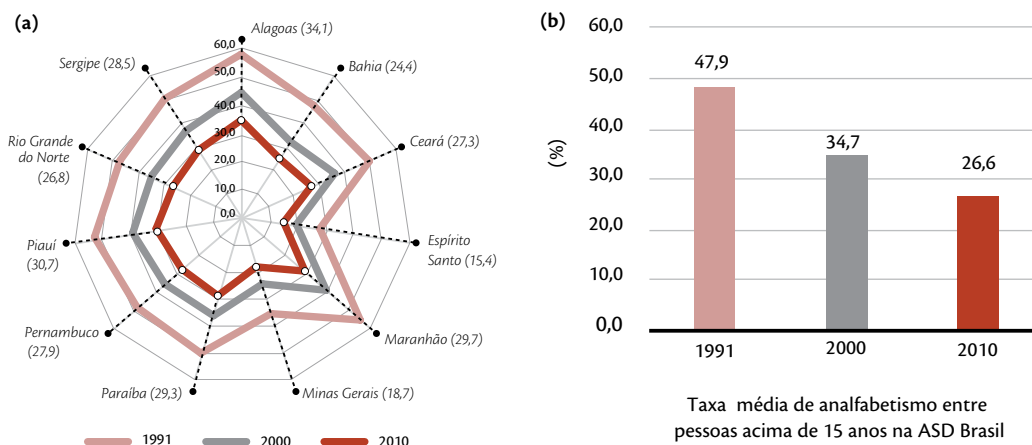 (a)
Alagoas (34,1)
Bahia (24,4)
Ceará (27,3)
Espírito
Santo (15,4)
Maranhão (29,7)
Minas Gerais (18,7)
Paraíba (29,3)
Pernambuco
(27,9)
Piauí
(30,7)
Rio Grande
do Norte
(26,8)
Sergipe (28,5)
60,0
50,0
40,0
30,0
20,0
10,0
0,0
1991 2000 2010
(b)
(%)
60,0
50,0
40,0
30,0
20,0
10,0
0,0
47,9
34,7
26,6
1991 2000 2010
Taxa média de analfabetismo entre
pessoas acima de 15 anos na ASD Brasil